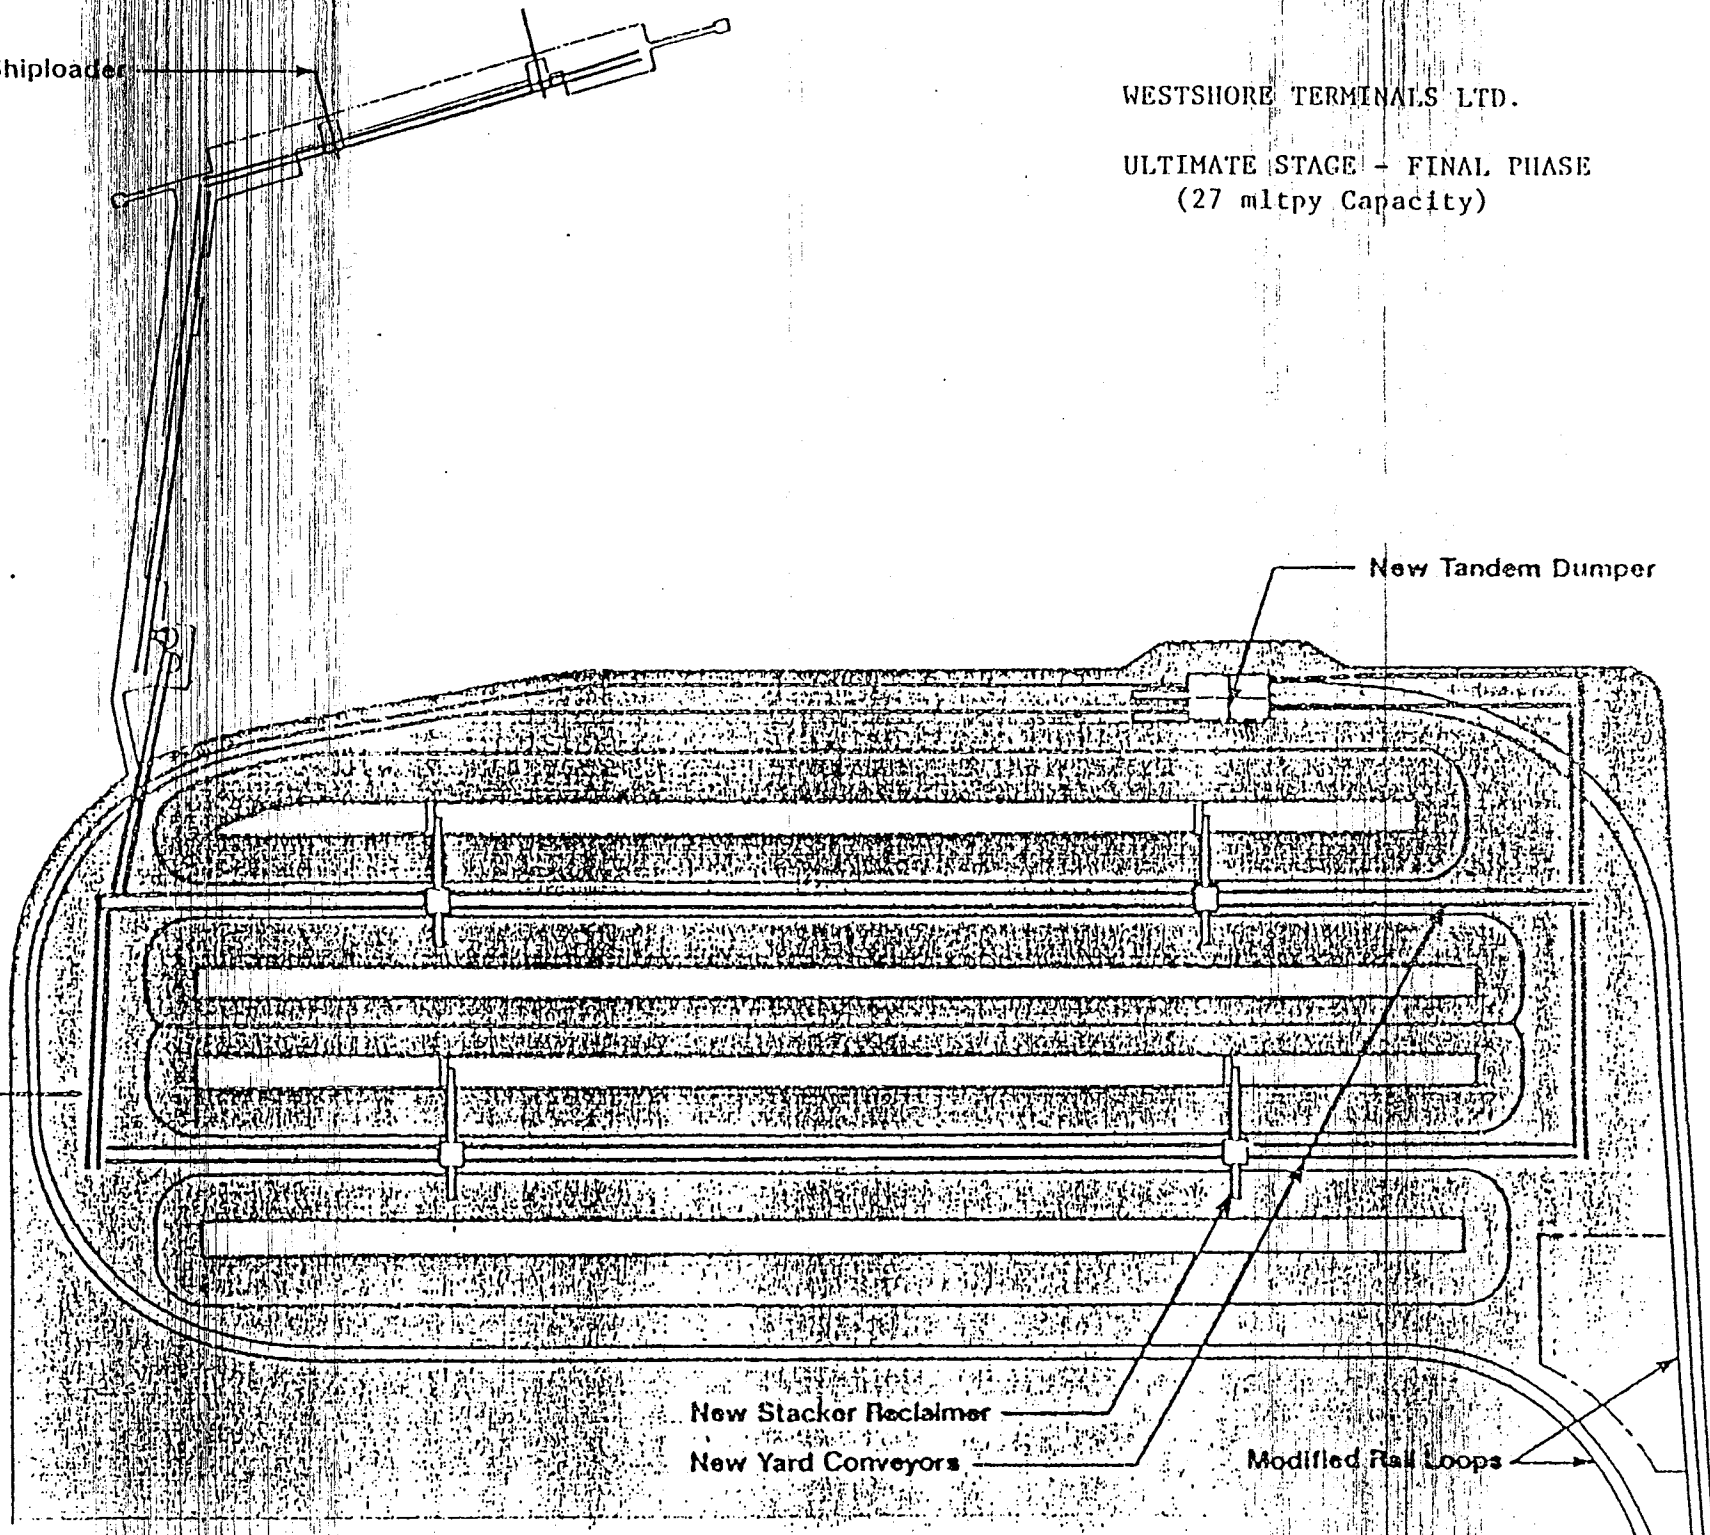 Shiploader
WESTSHORE TERMINALS LTD.
ULTIMATE STAGE - FINAL PHASE
(27 mltpy Capacity)
New Tandem Dumper
New Stacker Reclaimer
New Yard Conveyors
Modified Rail Loops